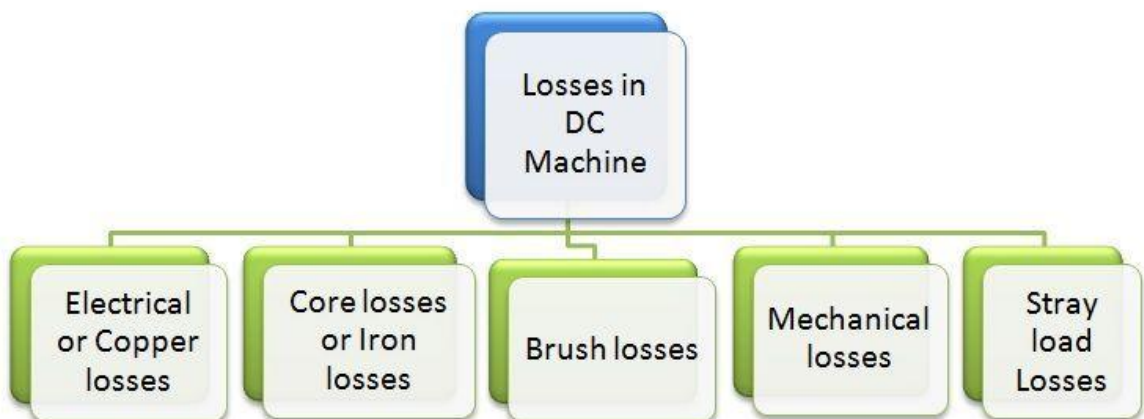 Losses in
DC
Machine
Electrical
or Copper
losses
Core losses
or Iron
losses
Brush losses
Mechanical
losses
Stray
load
Losses